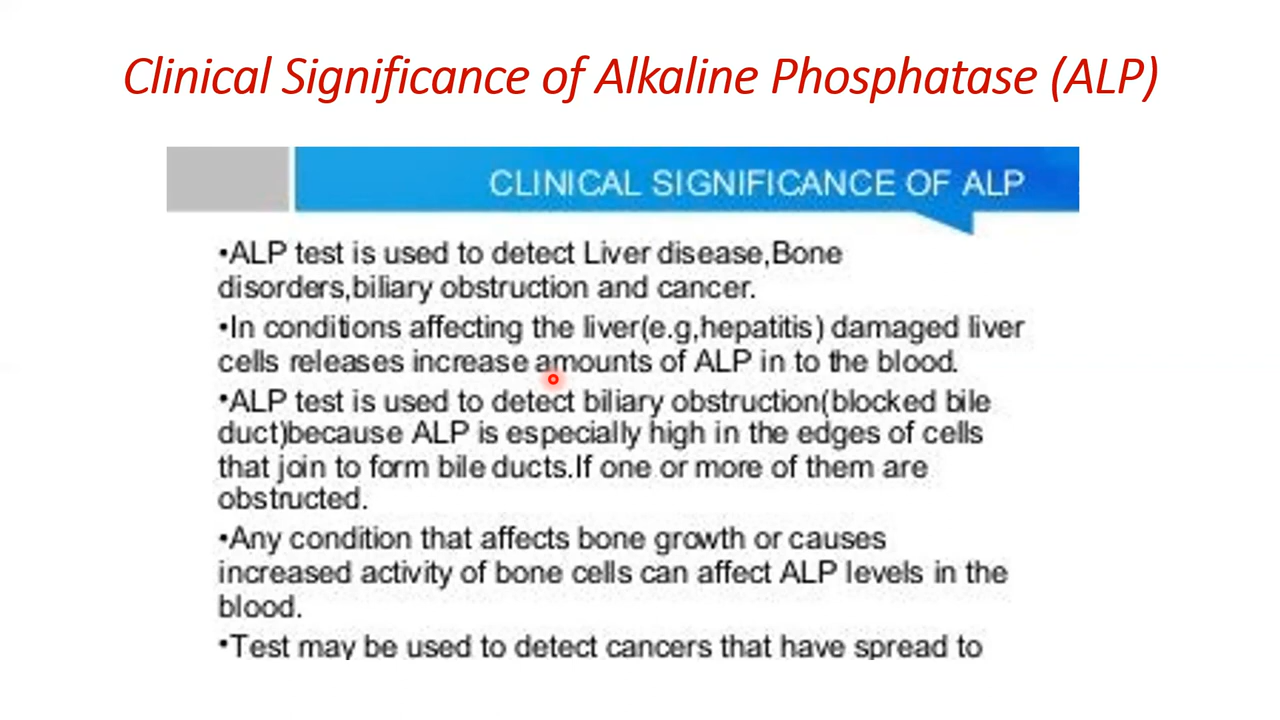 Clinical Significance of Alkaline Phosphatase (ALP)
CLINICAL SIGNIFICANCE OF ALP
•ALP test is used to detect Liver disease,Bone
disorders,biliary obstruction and cancer.
•In conditions affecting the liver(e.g,hepatitis) damaged liver
cells releases increase amounts of ALP in to the blood.
•ALP test is used to detect biliary obstruction(blocked bile
duct)because ALP is especially high in the edges of cells
that join to form bile ducts.If one or more of them are
obstructed.
•Any condition that affects bone growth or causes
increased activity of bone cells can affect ALP levels in the
blood.
•Test may be used to detect cancers that have spread to